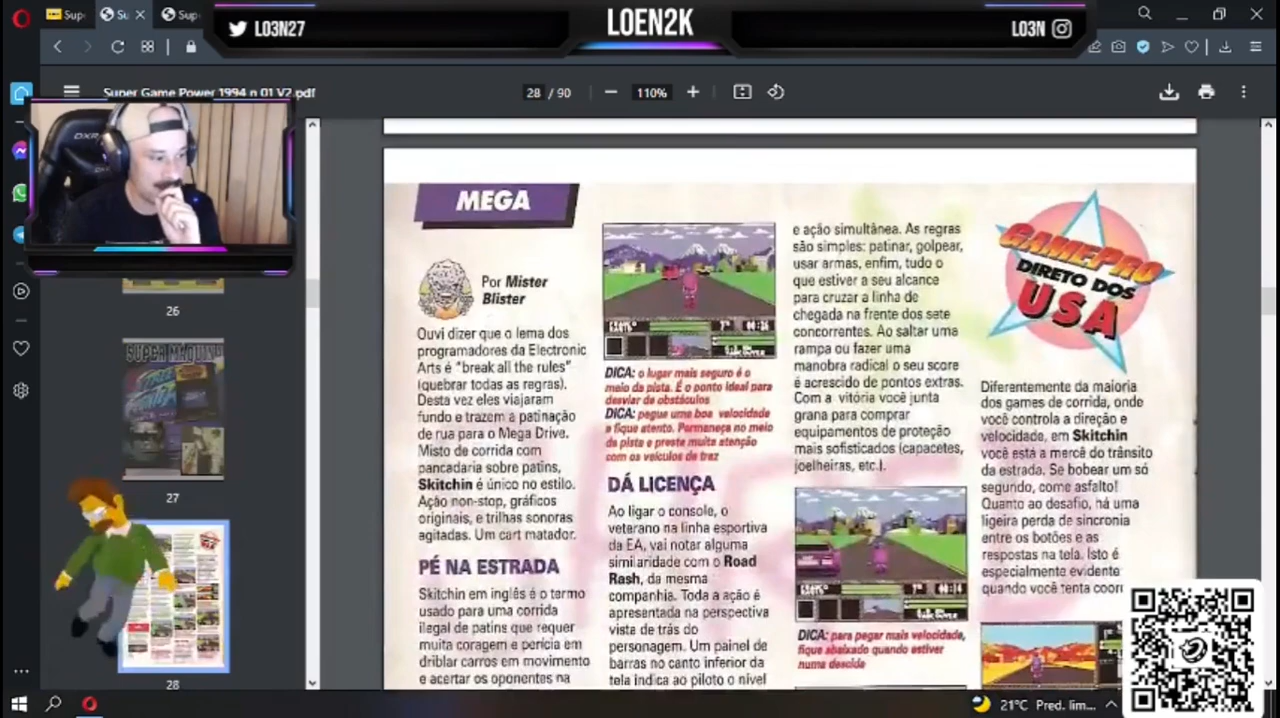 LO3N27
LOEN2K
LO3N
Super Game Power 1994 n 01 V2.pdf
28 / 90
110%
26
SUPER MÁQUINA
27
28
MEGA
Por Mister
Blister
Ouvi dizer que o lema dos
programadores da Electronic
Arts é "break all the rules"
(quebrar todas as regras).
Desta vez eles viajaram
fundo e trazem a patinação
de rua para o Mega Drive.
Misto de corrida com
pancadaria sobre patins,
Skitchin é único no estilo.
Ação non-stop, gráficos
originais, e trilhas sonoras
agitadas. Um cart matador.
PÉ NA ESTRADA
Skitchin em inglês é o termo
usado para uma corrida
ilegal de patins que requer
muita coragem e perícia em
driblar carros em movimento
e acertar os oponentes na
DICA: o lugar mais seguro é o
meio da pista. É o ponto ideal para
desviar de obstáculos
DICA: pegue uma boa velocidade
e fique atento. Permaneça no meio
da pista e preste muita atenção
com os veículos de traz
DÁ LICENÇA
Ao ligar o console, o
veterano na linha esportiva
da EA, vai notar alguma
similaridade com o Road
Rash, da mesma
companhia. Toda a ação é
apresentada na perspectiva
vista de trás do
personagem. Um painel de
barras no canto inferior da
tela indica ao piloto o nível
e ação simultânea. As regras
são simples: patinar, golpear,
usar armas, enfim, tudo o
que estiver a seu alcance
para cruzar a linha de
chegada na frente dos sete
concorrentes. Ao saltar uma
rampa ou fazer uma
manobra radical o seu score
é acrescido de pontos extras.
Com a vitória você junta
grana para comprar
equipamentos de proteção
mais sofisticados (capacetes,
joelheiras, etc.).
DICA: para pegar mais velocidade,
fique abaixado quando estiver
numa descida
GAMEPRO
DIRETO DOS
USA
Diferentemente da maioria
dos games de corrida, onde
você controla a direção e
velocidade, em Skitchin
você está a mercê do trânsito
da estrada. Se bobear um só
segundo, come asfalto!
Quanto ao desafio, há uma
ligeira perda de sincronia
entre os botões e as
respostas na tela. Isto é
especialmente evidente
quando você tenta coor
21°C Pred. lim...